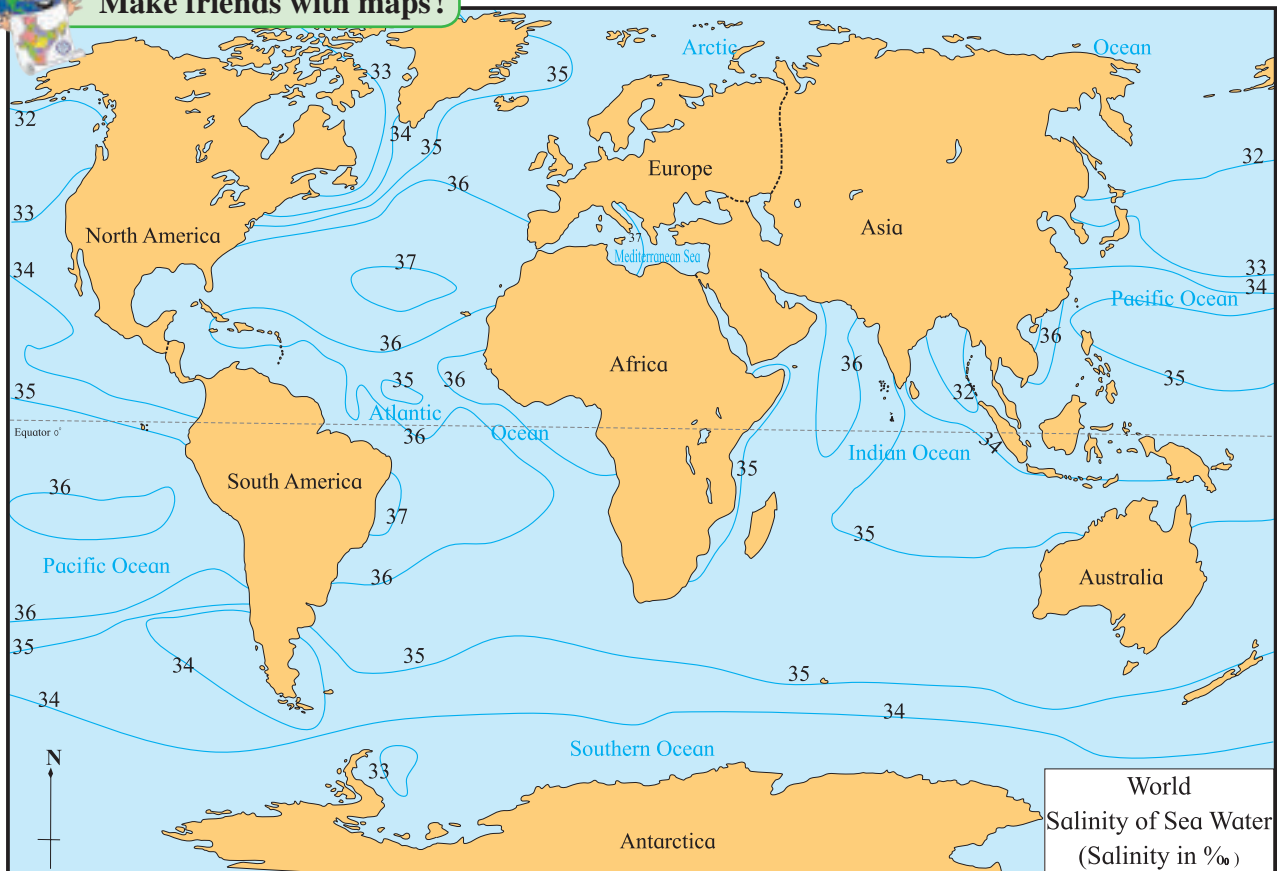 Make friends with maps!
Arctic
Ocean
33
35
32
34
35
32
Europe
36
33
North America
Asia
37
Mediterranean Sea
34
37
33
34
Pacific Ocean
36
36
Africa
36
35
36
35
32
35
Atlantic
Equator 0°
36
Ocean
34
Indian Ocean
35
36
South America
37
35
Pacific Ocean
36
Australia
36
35
35
34
35
34
34
Southern Ocean
N
33
World
Salinity of Sea Water
(Salinity in ‰ )
Antarctica